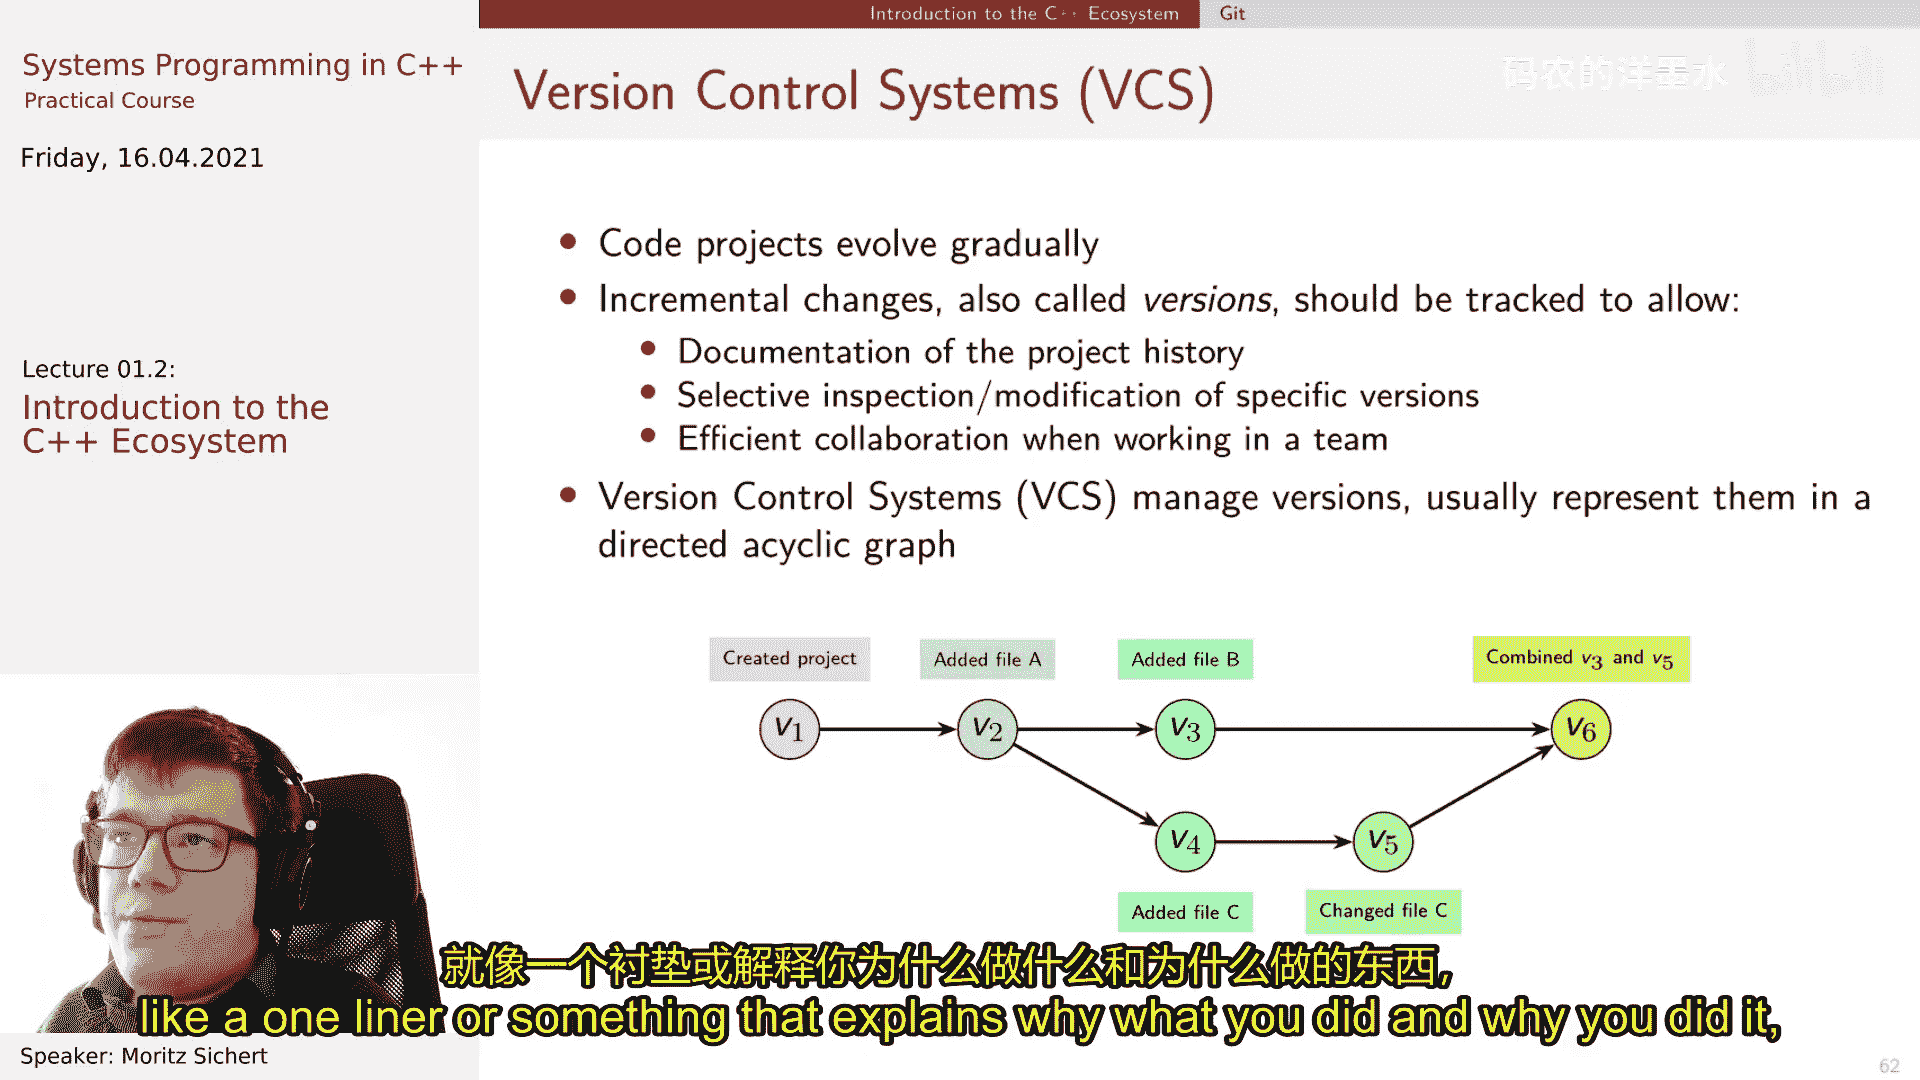 Introduction to the C++ Ecosystem
Git
Systems Programming in C++
Practical Course
Friday, 16.04.2021
Version Control Systems (VCS)
码农的洋墨水
bilibili
• Code projects evolve gradually
• Incremental changes, also called versions, should be tracked to allow:
• Documentation of the project history
• Selective inspection/modification of specific versions
• Efficient collaboration when working in a team
• Version Control Systems (VCS) manage versions, usually represent them in a
directed acyclic graph
Lecture 01.2:
Introduction to the
C++ Ecosystem
Created project
Added file A
Added file B
Combined v3 and v5
v1
v2
v3
v6
v4
v5
Added file C
Changed file C
就像一个衬垫或解释你为什么做什么和为什么做的东西,
like a one liner or something that explains why what you did and why you did it,
Speaker: Moritz Sichert
62